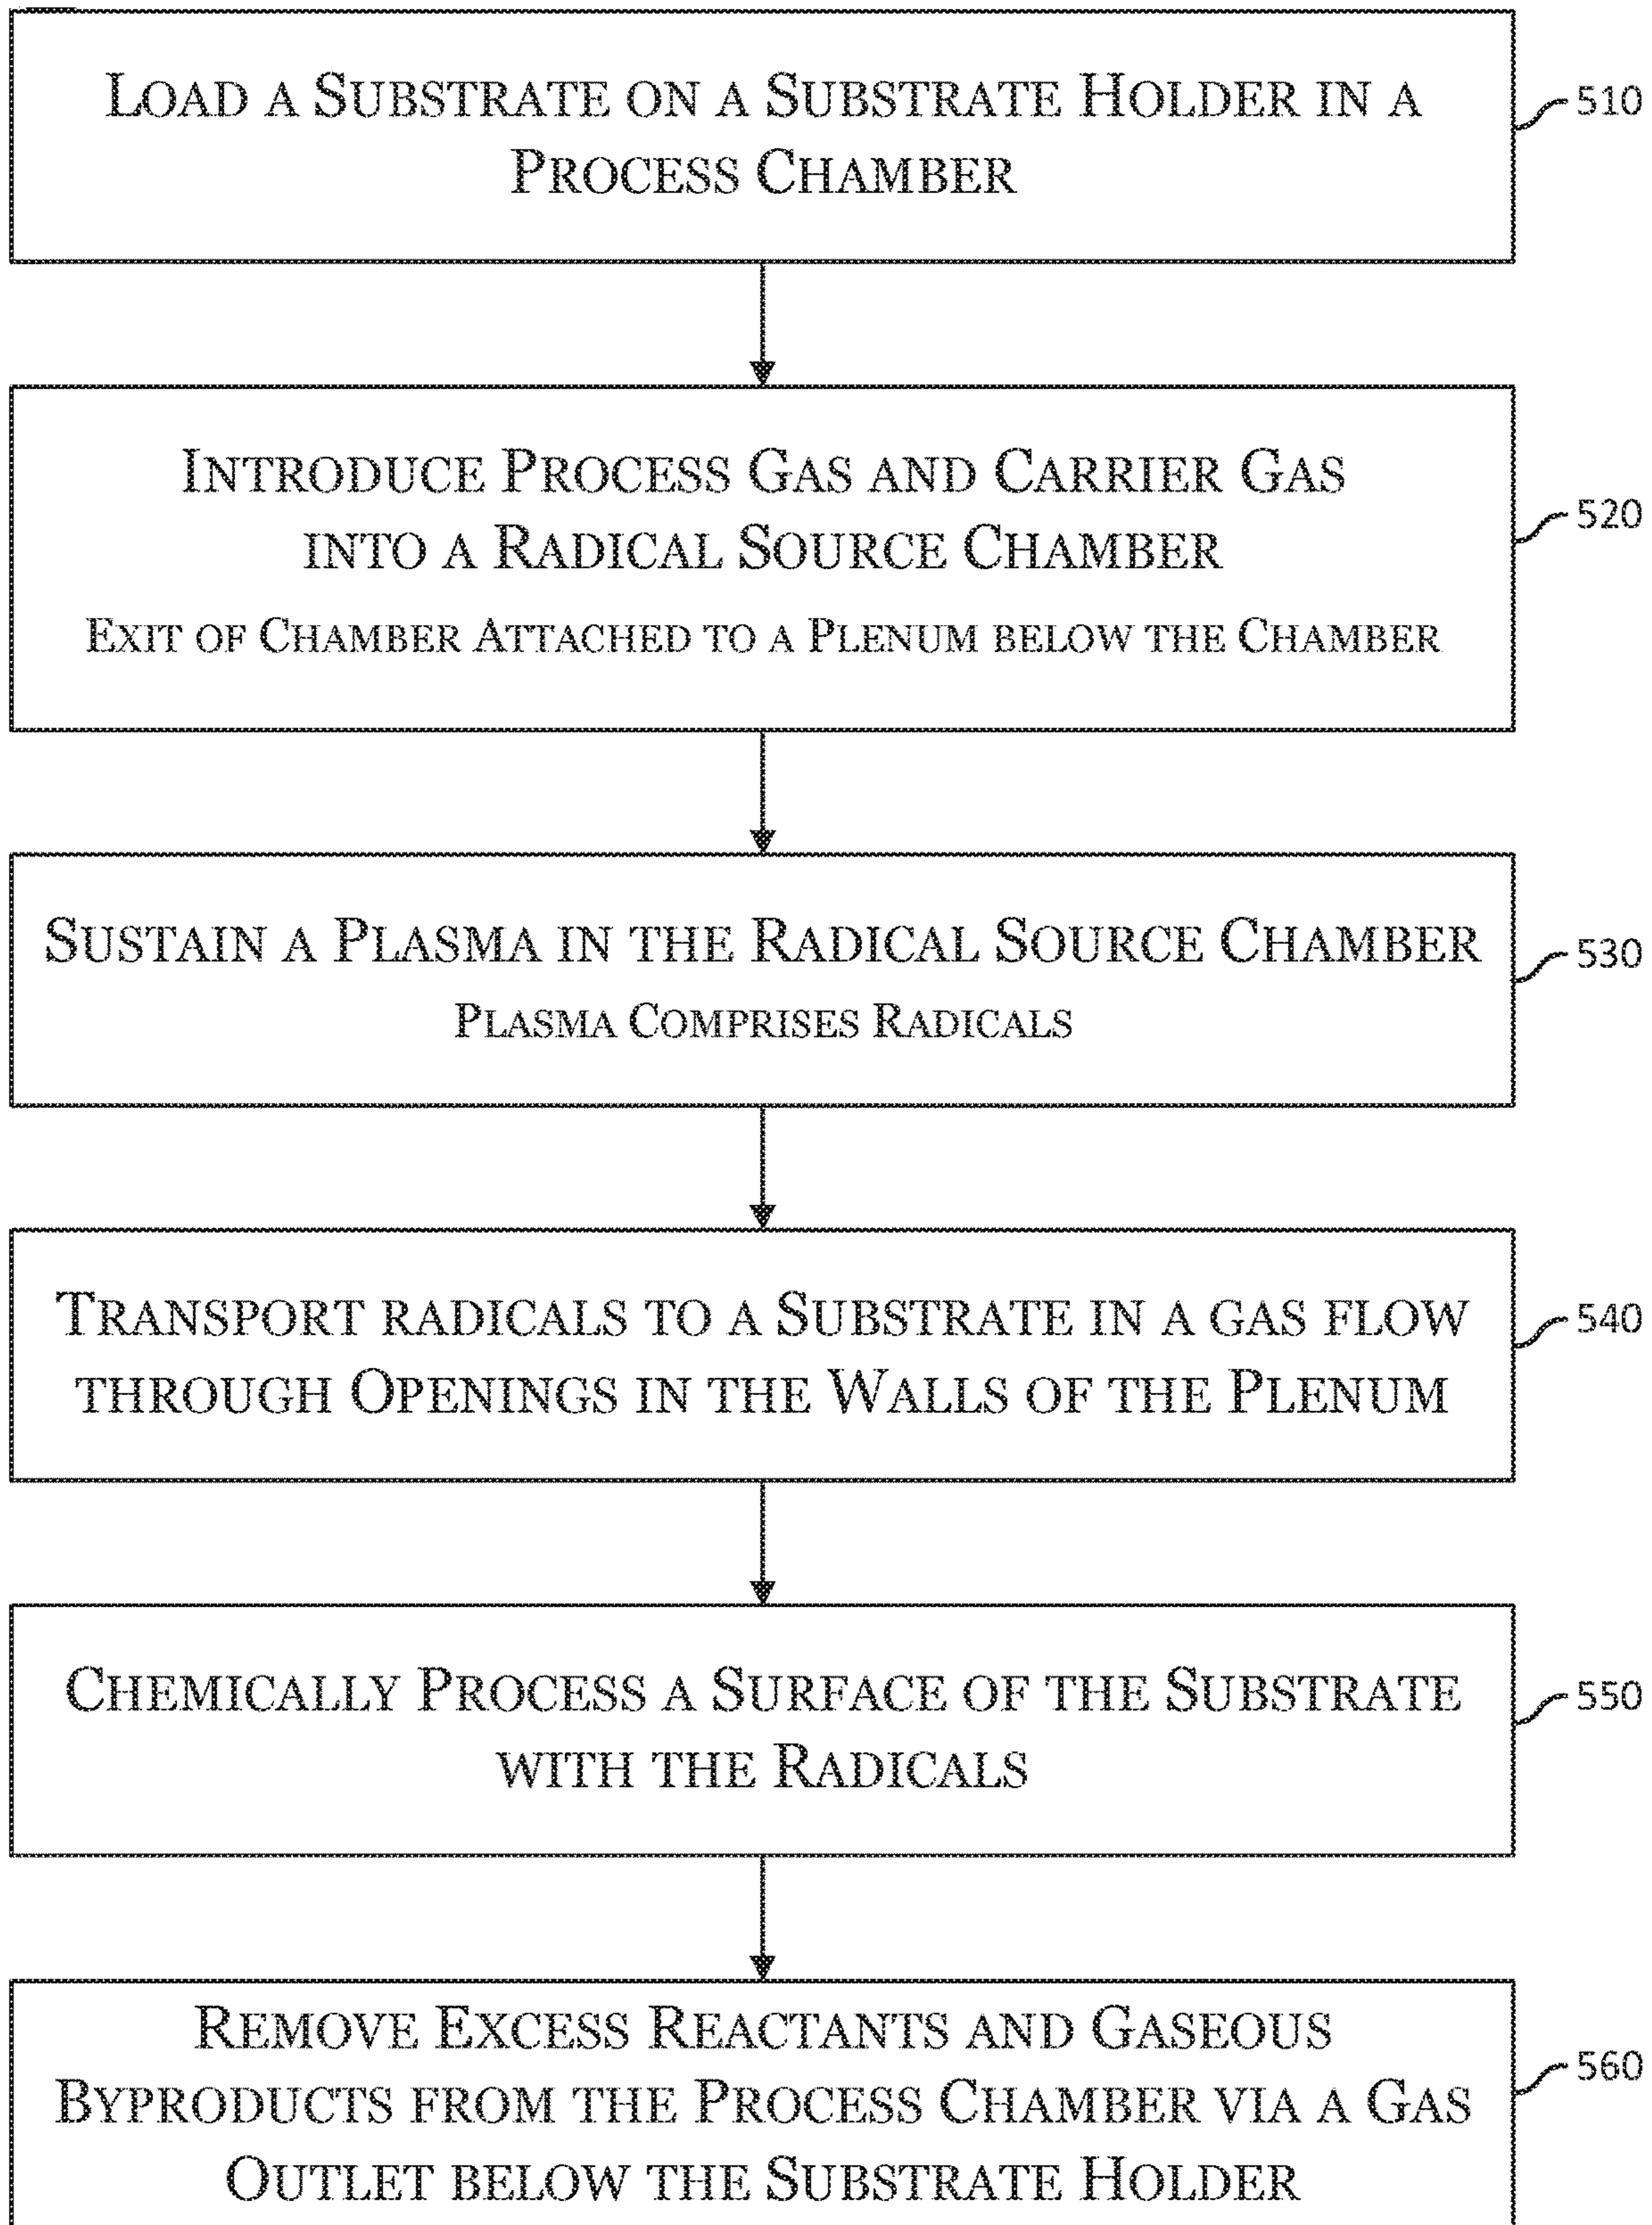 Load a Substrate on a Substrate Holder in a
Process Chamber
510
Introduce Process Gas and Carrier Gas
into a Radical Source Chamber
Exit of Chamber Attached to a Plenum below the Chamber
520
Sustain a Plasma in the Radical Source Chamber
Plasma Comprises Radicals
530
Transport radicals to a Substrate in a gas flow
through Openings in the Walls of the Plenum
540
Chemically Process a Surface of the Substrate
with the Radicals
550
Remove Excess Reactants and Gaseous
Byproducts from the Process Chamber via a Gas
Outlet below the Substrate Holder
560